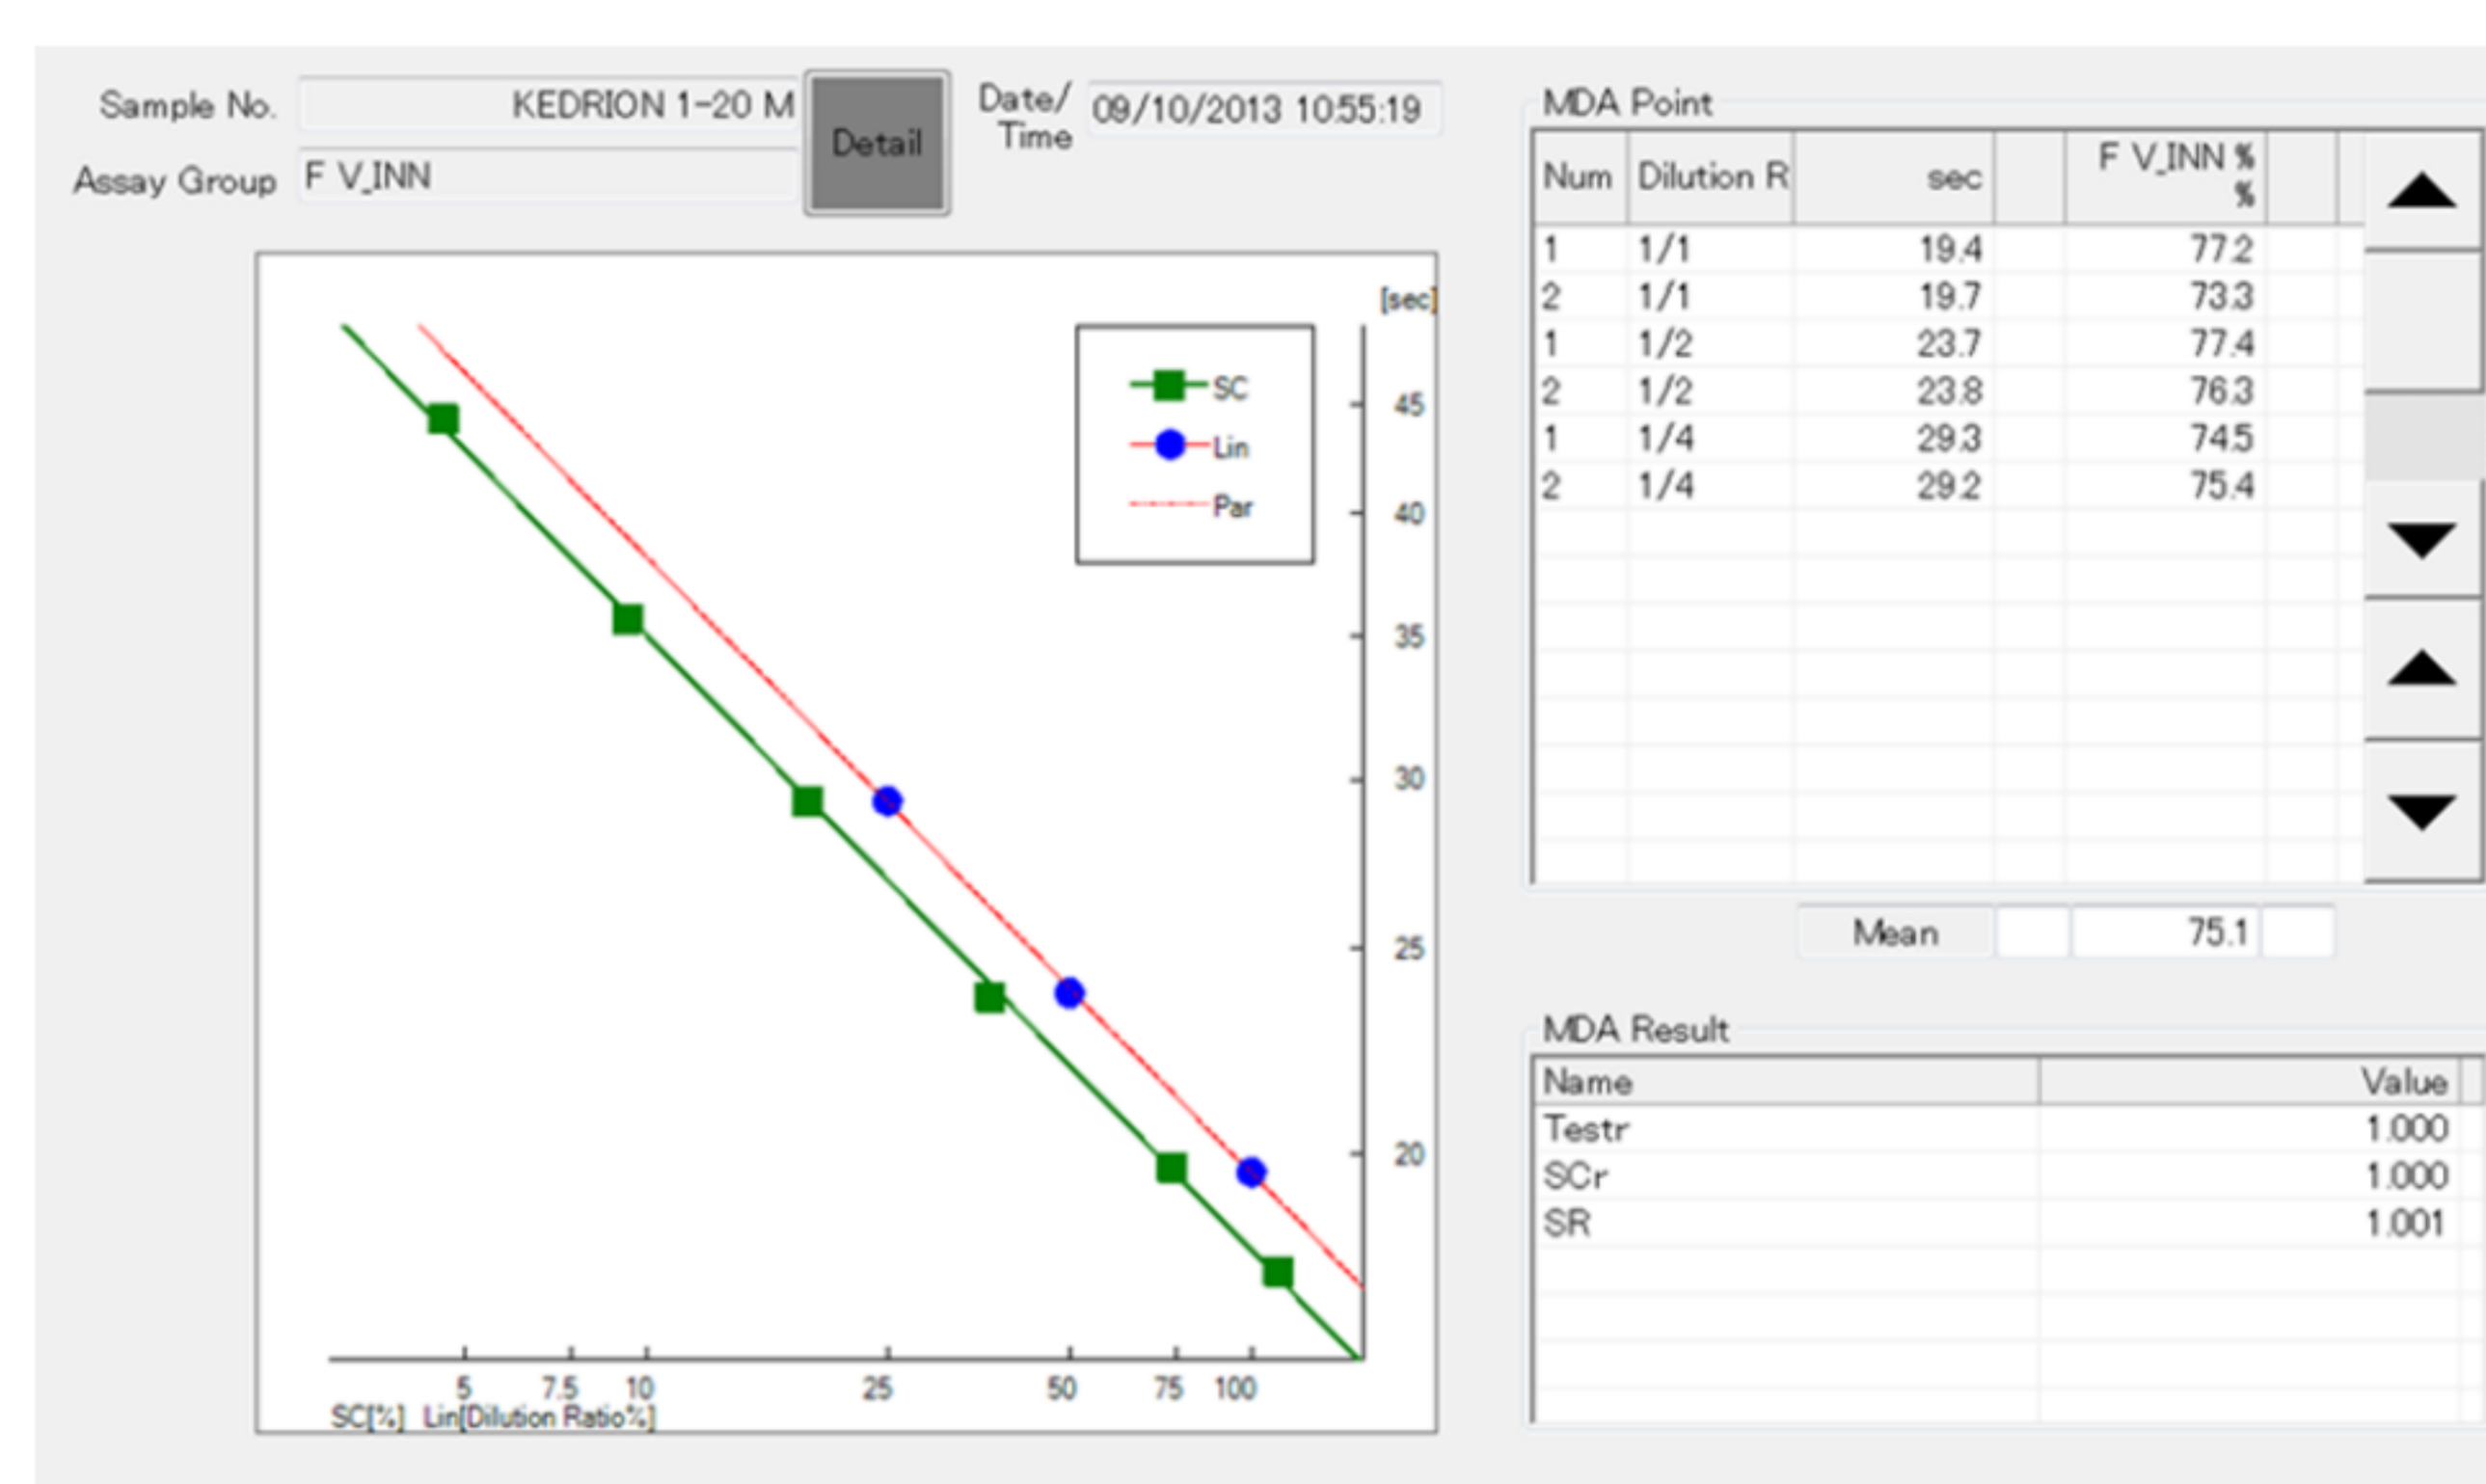 Sample No. KEDRION 1-20 M
Assay Group F V_INN
Detail
Date/
Time
09/10/2013 10:55:19
[sec]
SC
Lin
Par
45
40
35
30
25
20
5 7.5 10 25 50 75 100
SC[%] Lin[Dilution Ratio%]
MDA Point
Num Dilution R sec F V_INN %
%
1 1/1 19.4 77.2
2 1/1 19.7 73.3
1 1/2 23.7 77.4
2 1/2 23.8 76.3
1 1/4 29.3 74.5
2 1/4 29.2 75.4
Mean 75.1
MDA Result
Name Value
Testr 1.000
SCr 1.000
SR 1.001